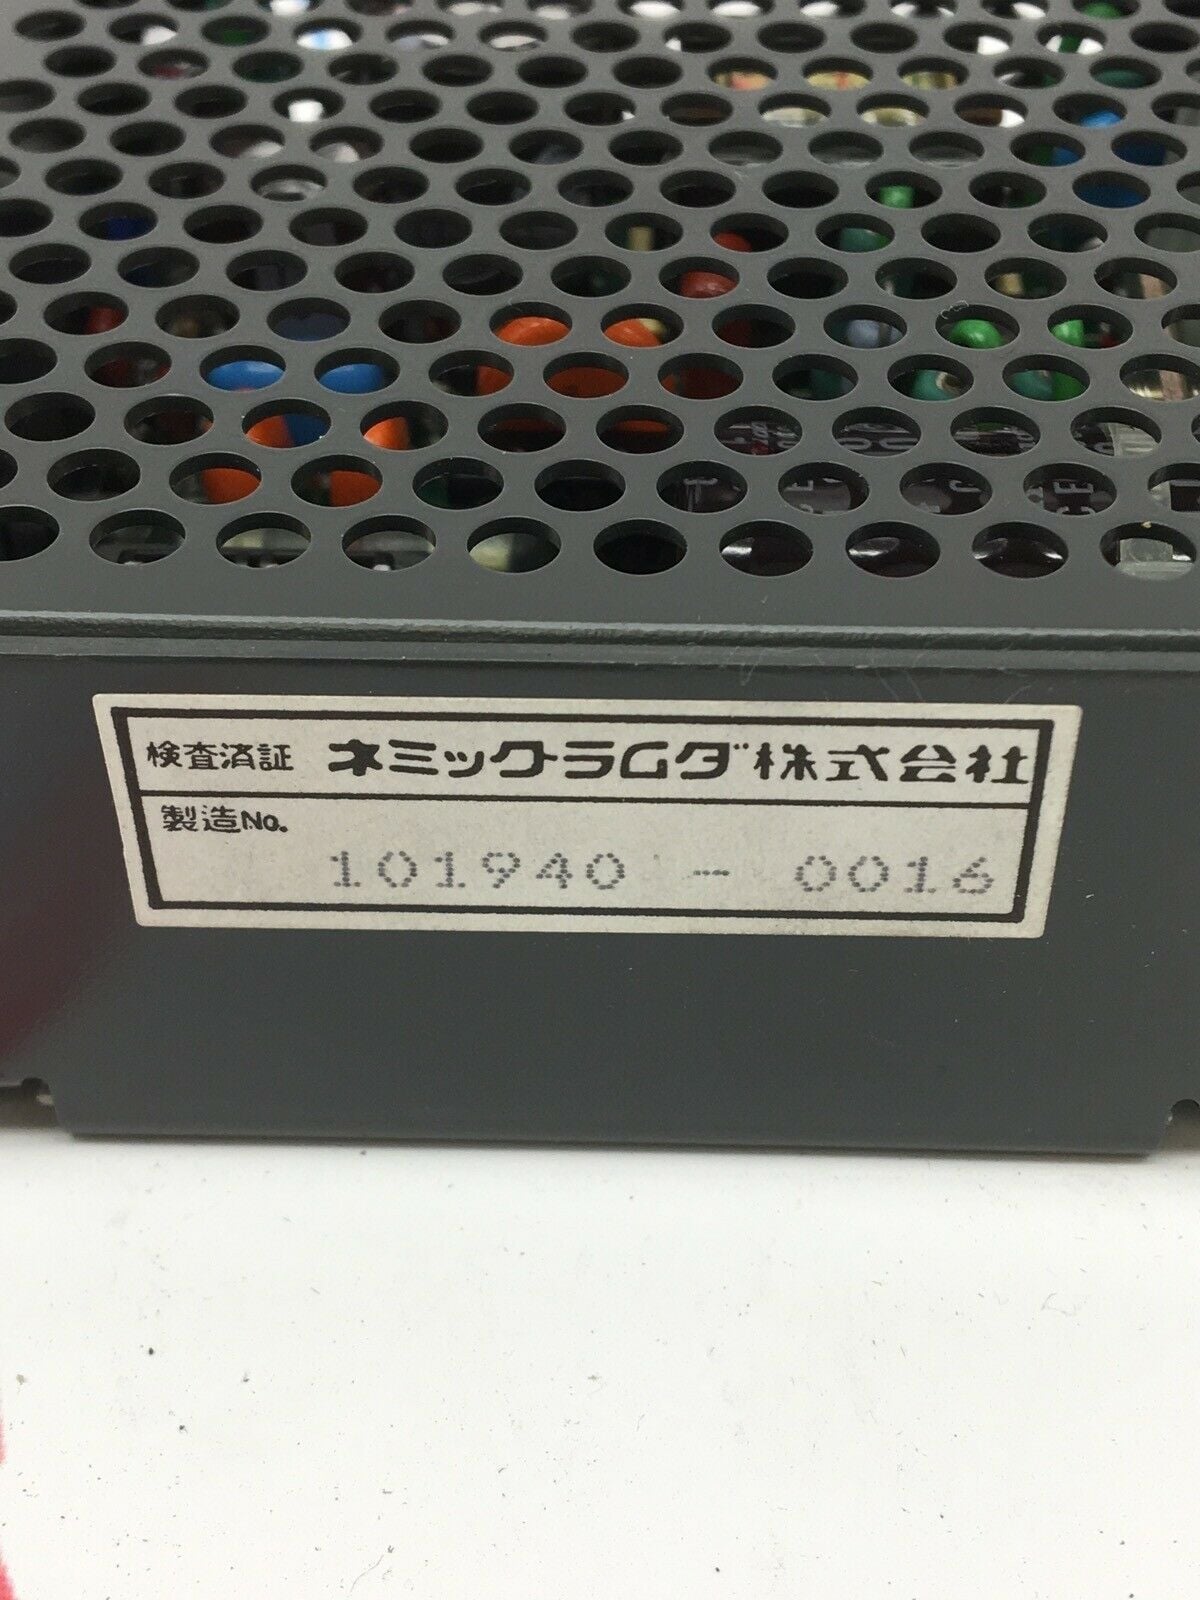 検査済証 ネミック・ラムダ株式会社
製造No.
101940 - 0016